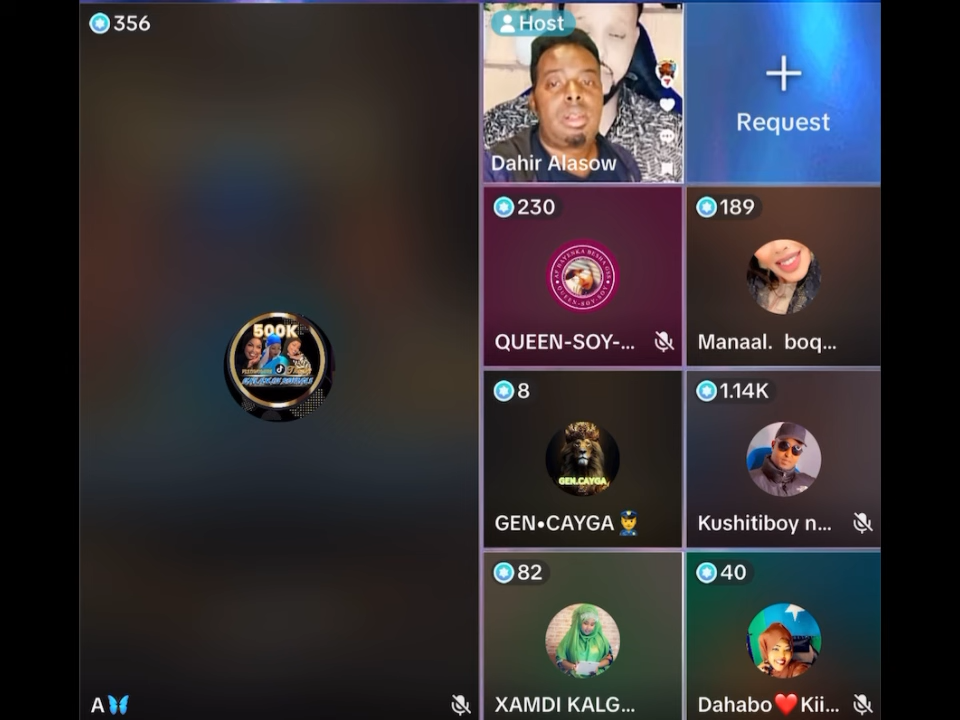 356
Host
Dahir Alasow
Request
230
QUEEN-SOY-...
189
Manaal. boq...
500K
8
GEN.CAYGA
GEN•CAYGA👮
1.14K
Kushitiboy n...
82
XAMDI KALG...
40
Dahabo❤️Kii...
A🦋